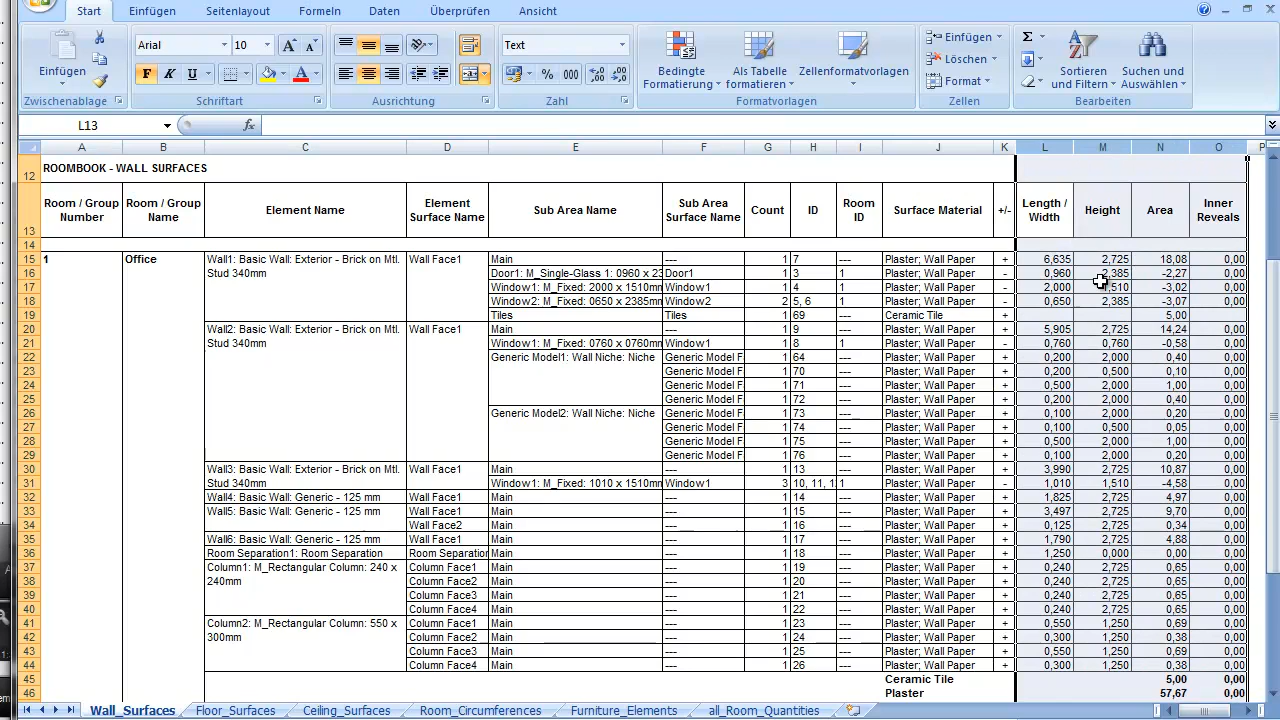 Start Einfügen Seitenlayout Formeln Daten Überprüfen Ansicht
Arial 10 Text Einfügen
Einfügen F K U A % 000 Bedingte Formatierung Als Tabelle formatieren Zellenformatvorlagen Löschen Format Sortieren und Filtern Suchen und Auswählen
Zwischenablage Schriftart Ausrichtung Zahl Formatvorlagen Zellen Bearbeiten
L13 fx
A B C D E F G H I J K L M N O P
12 ROOMBOOK - WALL SURFACES
13 Room / Group Number Room / Group Name Element Name Element Surface Name Sub Area Name Sub Area Surface Name Count ID Room ID Surface Material +/- Length / Width Height Area Inner Reveals
14
15 1 Office Wall1: Basic Wall: Exterior - Brick on Mtl. Wall Face1 Main --- 1 7 --- Plaster; Wall Paper + 6,635 2,725 18,08 0,00
16 Stud 340mm Door1: M_Single-Glass 1: 0960 x 23 Door1 1 3 1 Plaster; Wall Paper - 0,960 2,385 -2,27 0,00
17 Window1: M_Fixed: 2000 x 1510mm Window1 1 4 1 Plaster; Wall Paper - 2,000 1,510 -3,02 0,00
18 Window2: M_Fixed: 0650 x 2385mm Window2 2 5, 6 1 Plaster; Wall Paper - 0,650 2,385 -3,07 0,00
19 Tiles Tiles 1 69 --- Ceramic Tile + 5,00 0,00
20 Wall2: Basic Wall: Exterior - Brick on Mtl. Wall Face1 Main --- 1 9 --- Plaster; Wall Paper + 5,905 2,725 14,24 0,00
21 Stud 340mm Window1: M_Fixed: 0760 x 0760mm Window1 1 8 1 Plaster; Wall Paper - 0,760 0,760 -0,58 0,00
22 Generic Model1: Wall Niche: Niche Generic Model F 1 64 --- Plaster; Wall Paper + 0,200 2,000 0,40 0,00
23 Generic Model F 1 70 --- Plaster; Wall Paper + 0,200 0,500 0,10 0,00
24 Generic Model F 1 71 --- Plaster; Wall Paper + 0,500 2,000 1,00 0,00
25 Generic Model F 1 72 --- Plaster; Wall Paper + 0,200 2,000 0,40 0,00
26 Generic Model2: Wall Niche: Niche Generic Model F 1 73 --- Plaster; Wall Paper + 0,100 2,000 0,20 0,00
27 Generic Model F 1 74 --- Plaster; Wall Paper + 0,100 0,500 0,05 0,00
28 Generic Model F 1 75 --- Plaster; Wall Paper + 0,500 2,000 1,00 0,00
29 Generic Model F 1 76 --- Plaster; Wall Paper + 0,100 2,000 0,20 0,00
30 Wall3: Basic Wall: Exterior - Brick on Mtl. Wall Face1 Main --- 1 13 --- Plaster; Wall Paper + 3,990 2,725 10,87 0,00
31 Stud 340mm Window1: M_Fixed: 1010 x 1510mm Window1 3 10, 11, 1 1 Plaster; Wall Paper - 1,010 1,510 -4,58 0,00
32 Wall4: Basic Wall: Generic - 125 mm Wall Face1 Main --- 1 14 --- Plaster; Wall Paper + 1,825 2,725 4,97 0,00
33 Wall5: Basic Wall: Generic - 125 mm Wall Face1 Main --- 1 15 --- Plaster; Wall Paper + 3,497 2,725 9,70 0,00
34 Wall Face2 Main --- 1 16 --- Plaster; Wall Paper + 0,125 2,725 0,34 0,00
35 Wall6: Basic Wall: Generic - 125 mm Wall Face1 Main --- 1 17 --- Plaster; Wall Paper + 1,790 2,725 4,88 0,00
36 Room Separation1: Room Separation Room Separation Main --- 1 18 --- Plaster; Wall Paper + 1,250 0,000 0,00 0,00
37 Column1: M_Rectangular Column: 240 x Column Face1 Main --- 1 19 --- Plaster; Wall Paper + 0,240 2,725 0,65 0,00
38 240mm Column Face2 Main --- 1 20 --- Plaster; Wall Paper + 0,240 2,725 0,65 0,00
39 Column Face3 Main --- 1 21 --- Plaster; Wall Paper + 0,240 2,725 0,65 0,00
40 Column Face4 Main --- 1 22 --- Plaster; Wall Paper + 0,240 2,725 0,65 0,00
41 Column2: M_Rectangular Column: 550 x Column Face1 Main --- 1 23 --- Plaster; Wall Paper + 0,550 1,250 0,69 0,00
42 300mm Column Face2 Main --- 1 24 --- Plaster; Wall Paper + 0,300 1,250 0,38 0,00
43 Column Face3 Main --- 1 25 --- Plaster; Wall Paper + 0,550 1,250 0,69 0,00
44 Column Face4 Main --- 1 26 --- Plaster; Wall Paper + 0,300 1,250 0,38 0,00
45 Ceramic Tile 5,00 0,00
46 Plaster 57,67 0,00
Wall_Surfaces Floor_Surfaces Ceiling_Surfaces Room_Circumferences Furniture_Elements all_Room_Quantities